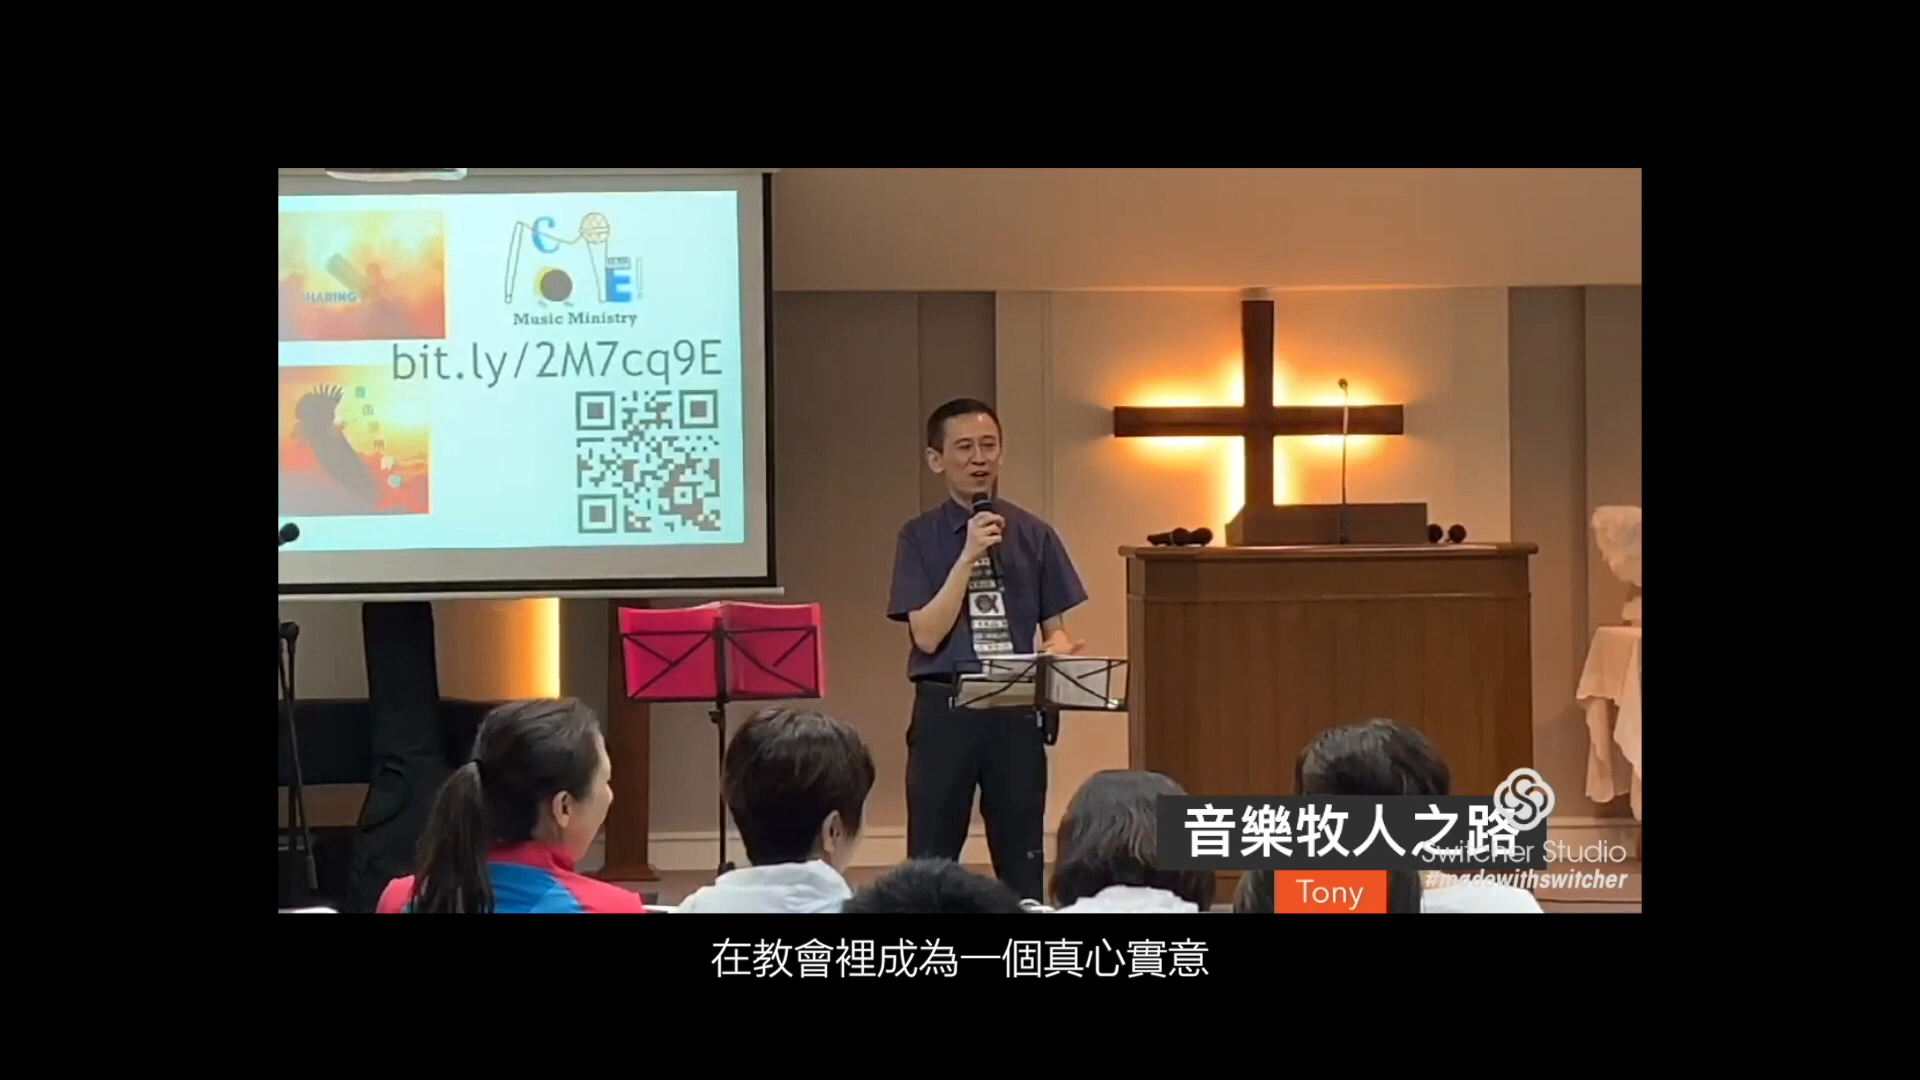 SHARING
C
E!
Music Ministry
bit.ly/2M7cq9E
音樂牧人之路
Switcher Studio
#madewithswitcher
Tony
在教會裡成為一個真心實意